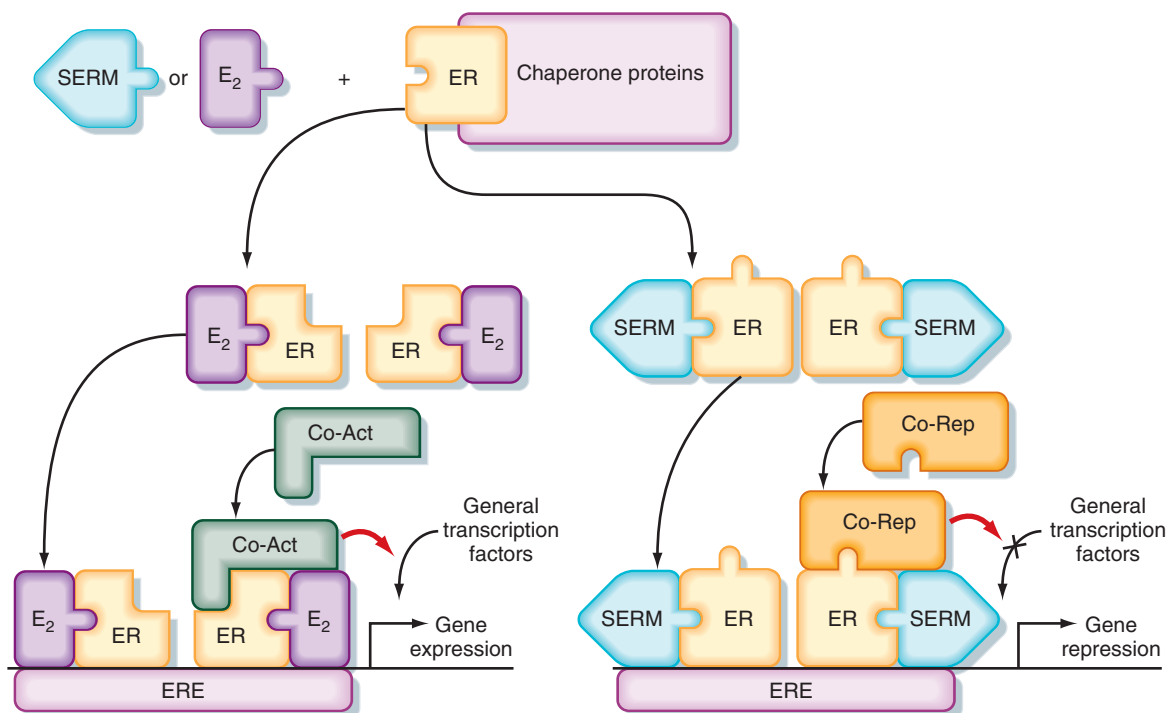 SERM or E₂ + ER Chaperone proteins
E₂ ER ER E₂
SERM ER ER SERM
Co-Act
Co-Rep
General
transcription
factors
Co-Act
General
transcription
factors
Co-Rep
E₂ ER ER E₂
Gene
expression
SERM ER ER SERM
Gene
repression
ERE
ERE